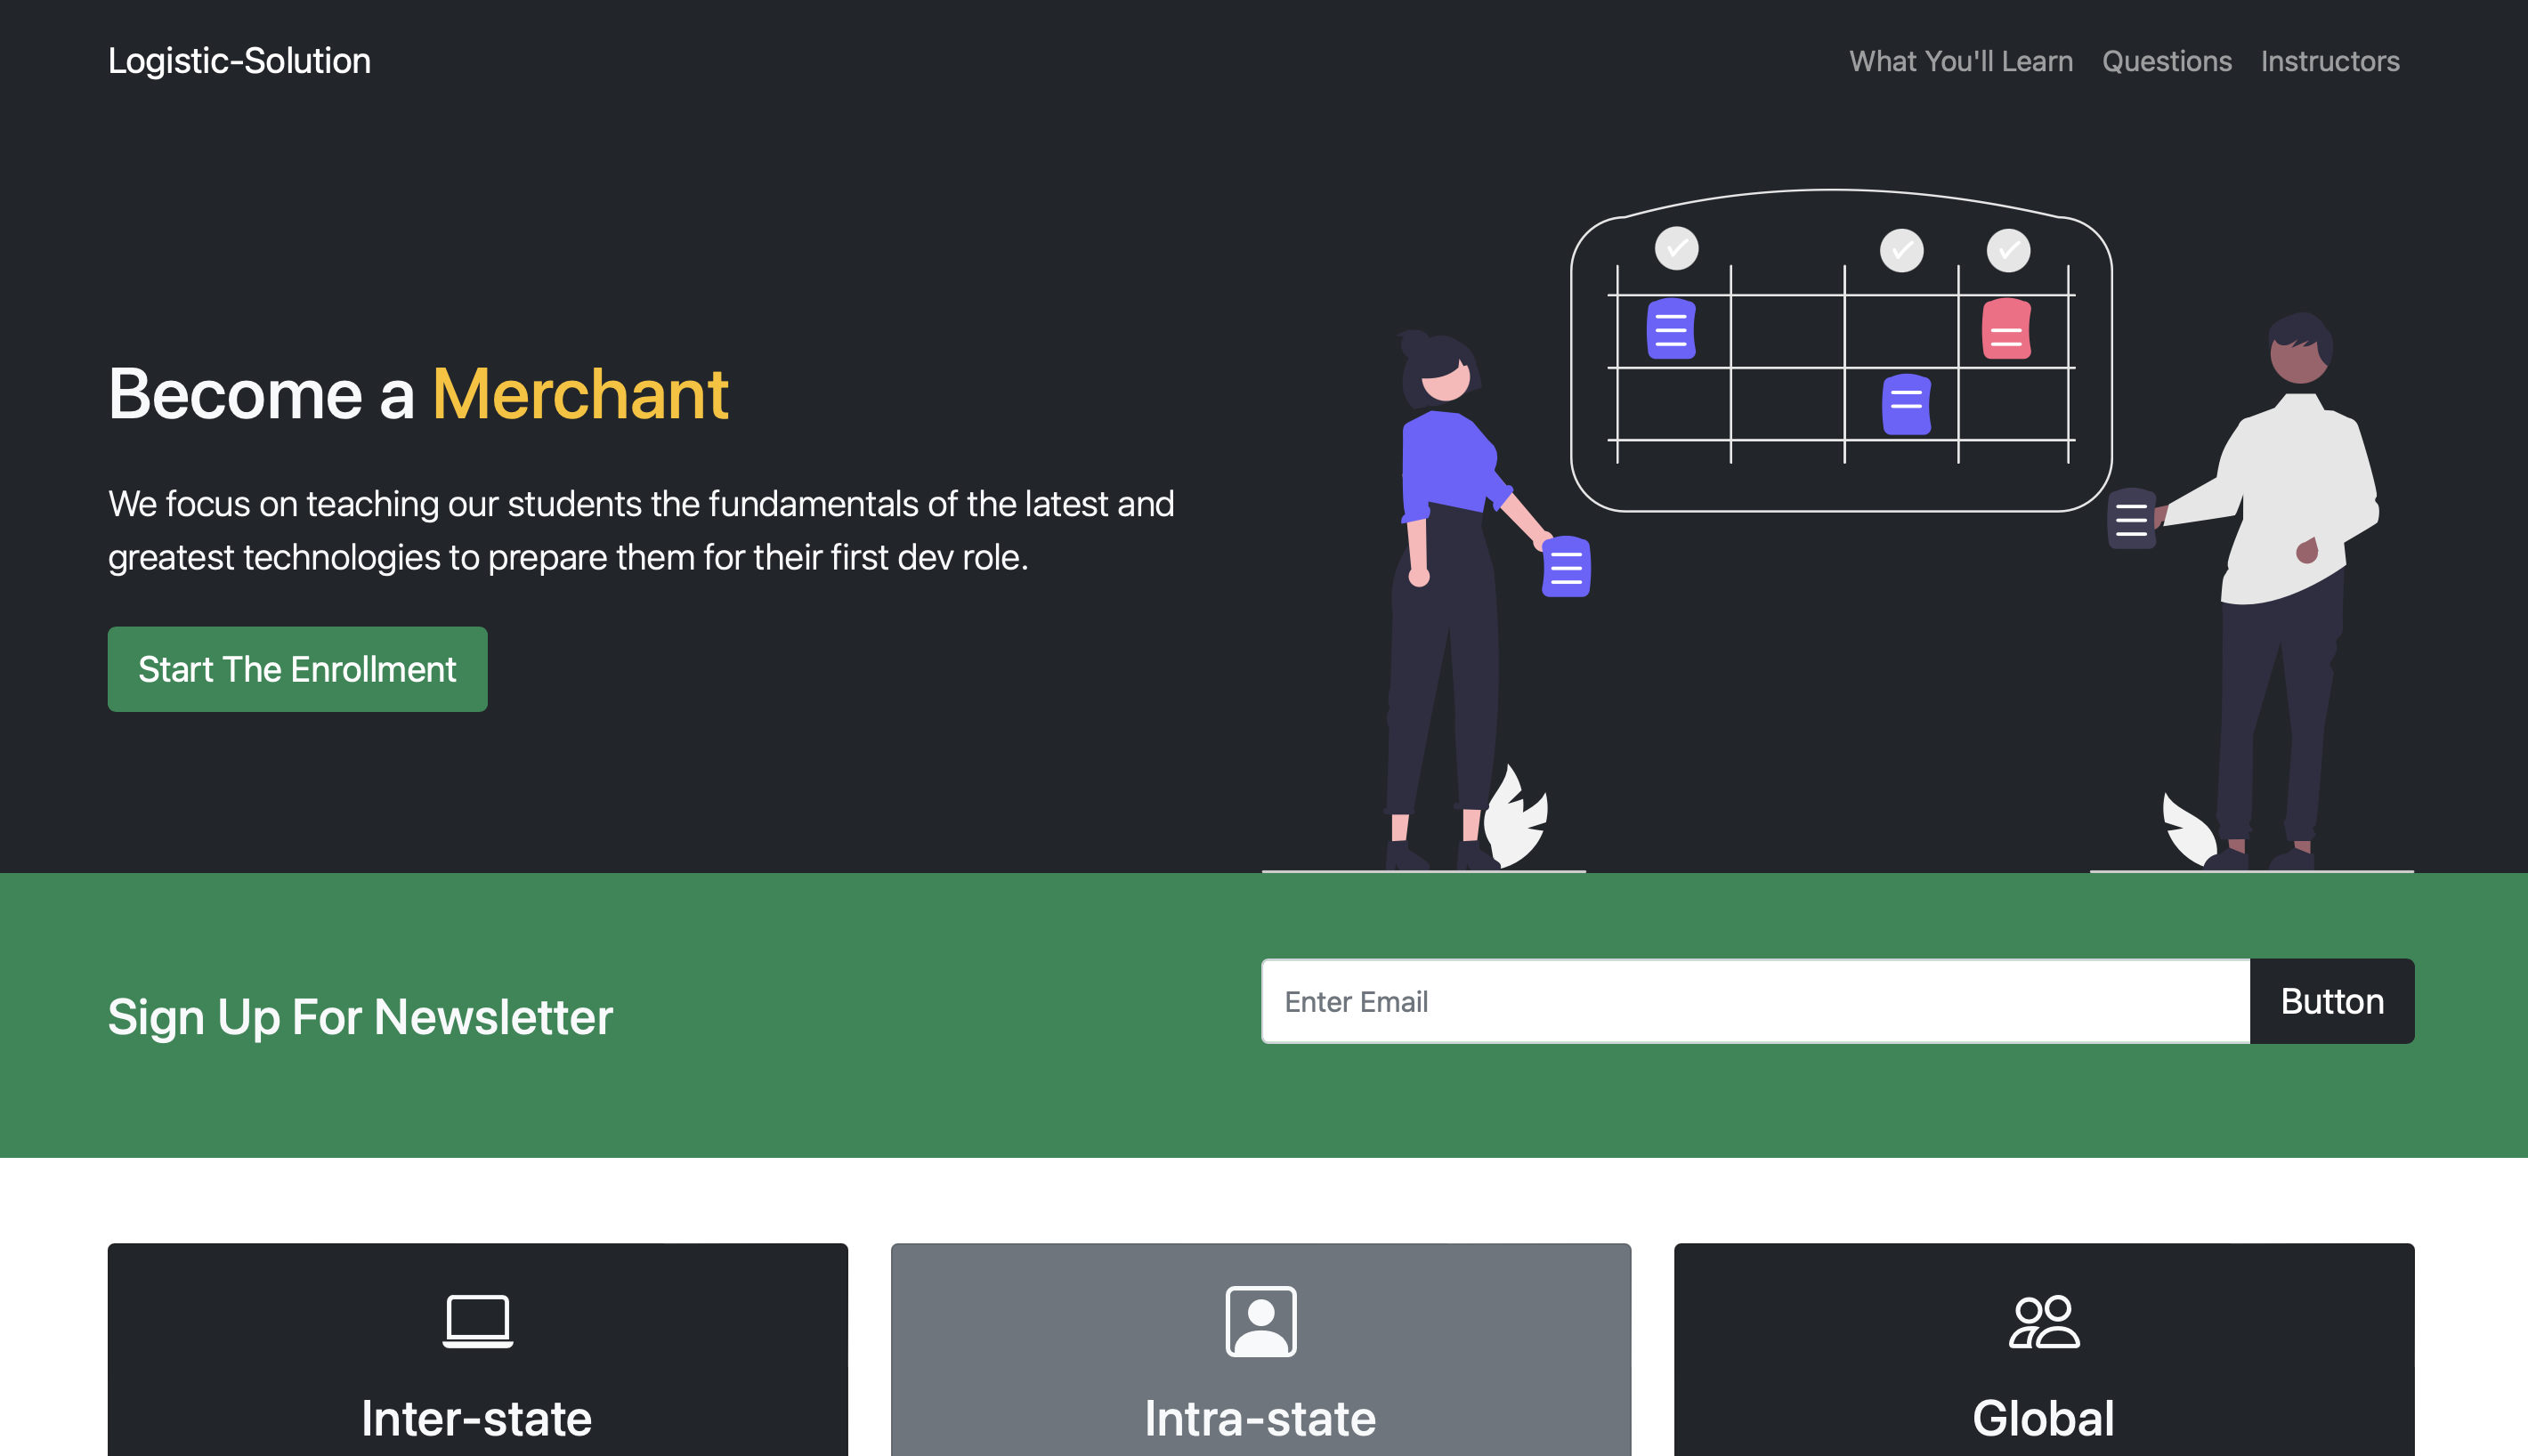 Logistic-Solution
What You'll Learn Questions Instructors
Become a Merchant
We focus on teaching our students the fundamentals of the latest and
greatest technologies to prepare them for their first dev role.
Start The Enrollment
Sign Up For Newsletter
Enter Email
Button
Inter-state
Intra-state
Global